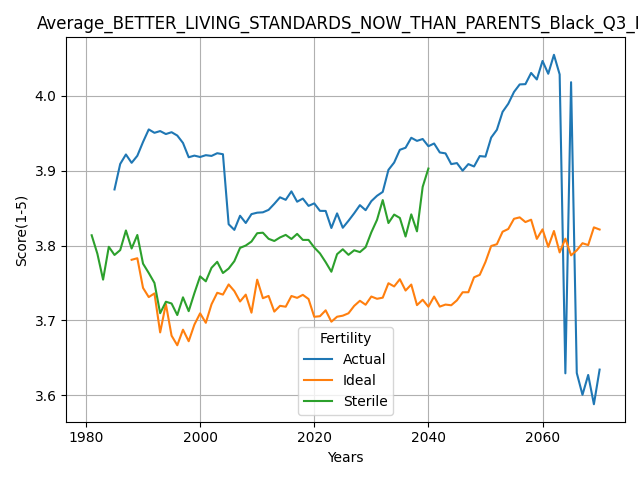 Average_BETTER_LIVING_STANDARDS_NOW_THAN_PARENTS_Black_Q3_
Score(1-5)
4.0
3.9
3.8
3.7
3.6
Fertility
Actual
Ideal
Sterile
1980
2000
2020
2040
2060
Years